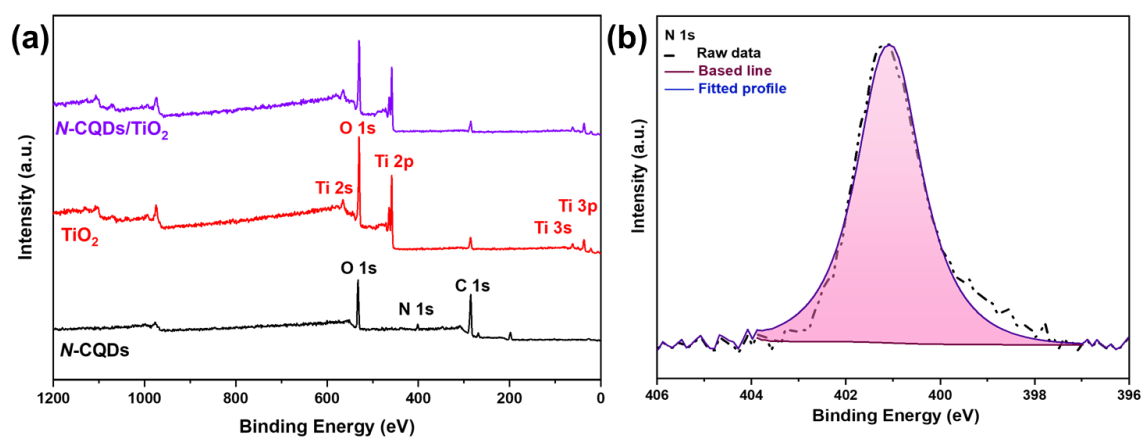 (a)
N-CQDs/TiO₂
O 1s
Ti 2p
Ti 2s
Ti 3p
Ti 3s
TiO₂
O 1s
C 1s
N 1s
N-CQDs
1200 1000 800 600 400 200 0
Binding Energy (eV)
Intensity (a.u.)
(b)
N 1s
Raw data
Based line
Fitted profile
406 404 402 400 398 396
Binding Energy (eV)
Intensity (a.u.)